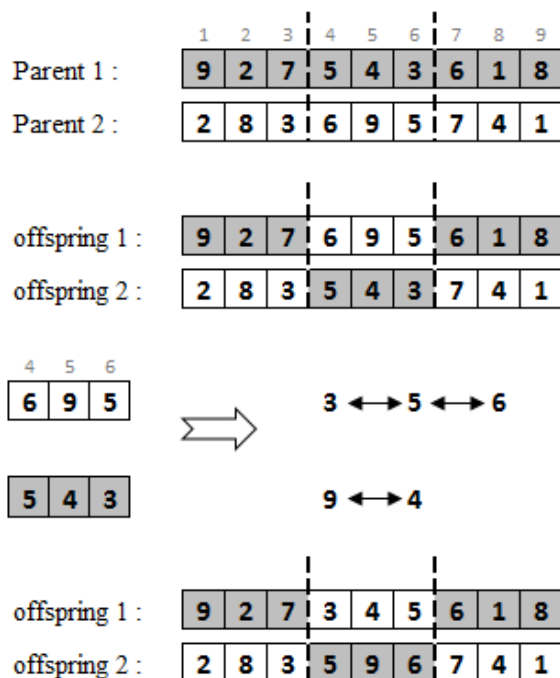 1 2 3 4 5 6 7 8 9
Parent 1 : 9 2 7 5 4 3 6 1 8
Parent 2 : 2 8 3 6 9 5 7 4 1
offspring 1 : 9 2 7 6 9 5 6 1 8
offspring 2 : 2 8 3 5 4 3 7 4 1
4 5 6
6 9 5
3 5 6
5 4 3
9 4
offspring 1 : 9 2 7 3 4 5 6 1 8
offspring 2 : 2 8 3 5 9 6 7 4 1